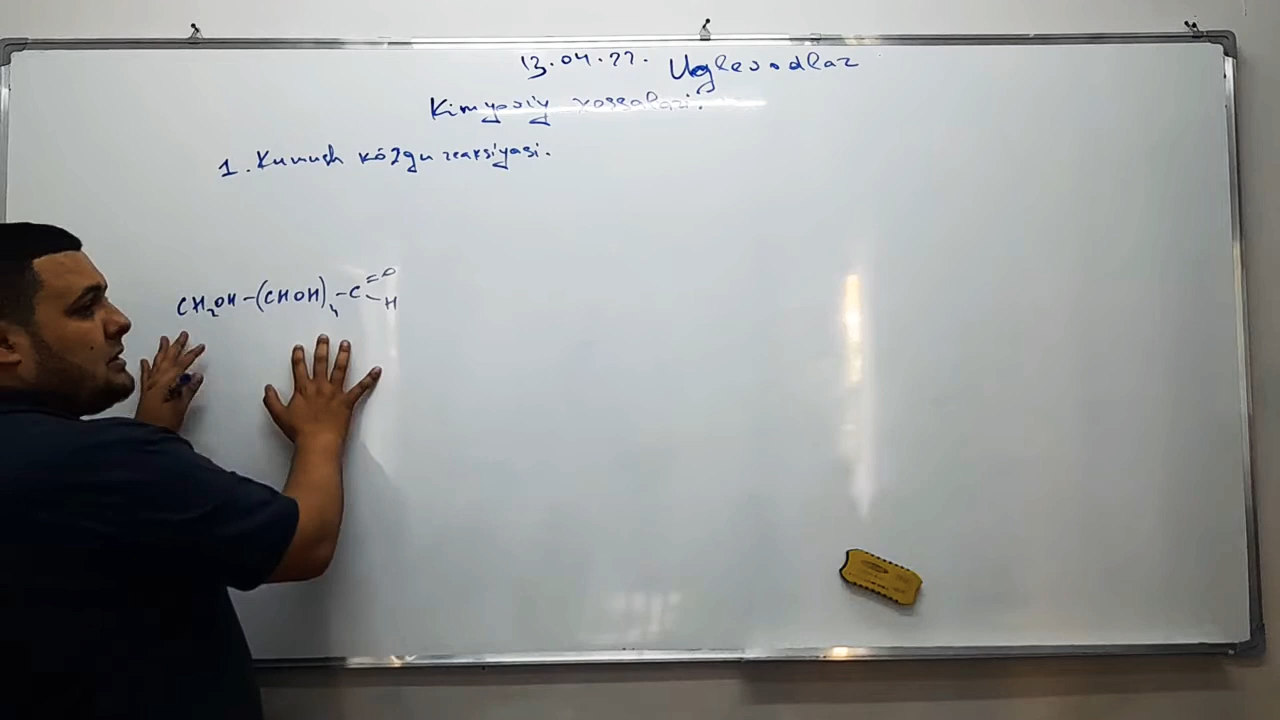 13.04.22. Uglevodlar
Kimyoviy xossalari:
1. Kumush ko'zgu reaksiyasi.
CH₂OH-(CHOH)₄-C=O
-H